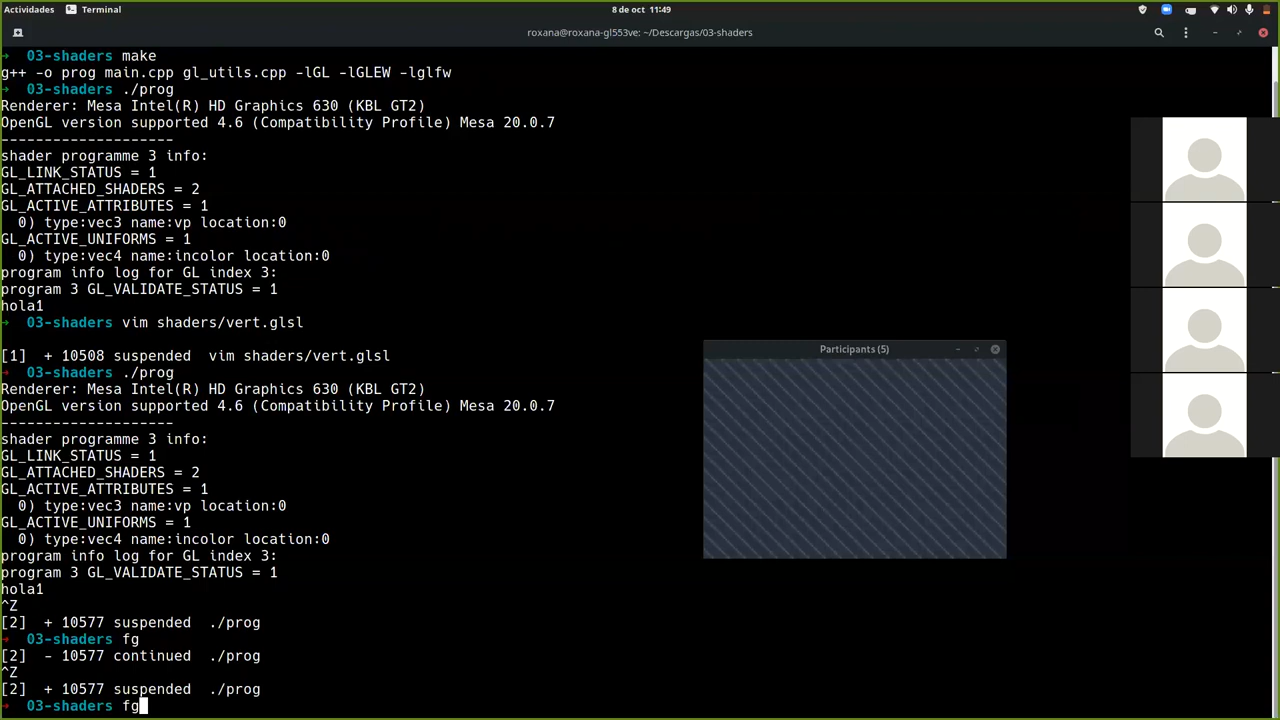 Actividades Terminal 8 de oct 11:49
roxana@roxana-gl553ve: ~/Descargas/03-shaders
➜ 03-shaders make
g++ -o prog main.cpp gl_utils.cpp -lGL -lGLEW -lglfw
➜ 03-shaders ./prog
Renderer: Mesa Intel(R) HD Graphics 630 (KBL GT2)
OpenGL version supported 4.6 (Compatibility Profile) Mesa 20.0.7
--------------------
shader programme 3 info:
GL_LINK_STATUS = 1
GL_ATTACHED_SHADERS = 2
GL_ACTIVE_ATTRIBUTES = 1
0) type:vec3 name:vp location:0
GL_ACTIVE_UNIFORMS = 1
0) type:vec4 name:incolor location:0
program info log for GL index 3:
program 3 GL_VALIDATE_STATUS = 1
hola1
➜ 03-shaders vim shaders/vert.glsl
[1] + 10508 suspended vim shaders/vert.glsl
➜ 03-shaders ./prog
Renderer: Mesa Intel(R) HD Graphics 630 (KBL GT2)
OpenGL version supported 4.6 (Compatibility Profile) Mesa 20.0.7
--------------------
shader programme 3 info:
GL_LINK_STATUS = 1
GL_ATTACHED_SHADERS = 2
GL_ACTIVE_ATTRIBUTES = 1
0) type:vec3 name:vp location:0
GL_ACTIVE_UNIFORMS = 1
0) type:vec4 name:incolor location:0
program info log for GL index 3:
program 3 GL_VALIDATE_STATUS = 1
hola1
^Z
[2] + 10577 suspended ./prog
➜ 03-shaders fg
[2] - 10577 continued ./prog
^Z
[2] + 10577 suspended ./prog
➜ 03-shaders fg
Participants (5)